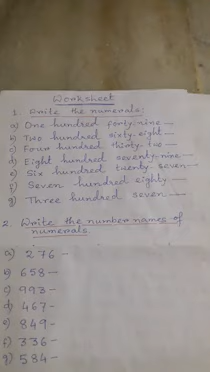 Worksheet
1. Write the numerals:
a) One hundred forty-nine —
b) Two hundred sixty-eight —
c) Four hundred thirty-two —
d) Eight hundred seventy-nine —
e) Six hundred twenty-seven —
f) Seven hundred eighty —
g) Three hundred seven —
2. Write the number names of
numerals
a) 276 —
b) 658 —
c) 993 —
d) 467 —
e) 849 —
f) 336 —
g) 584 —